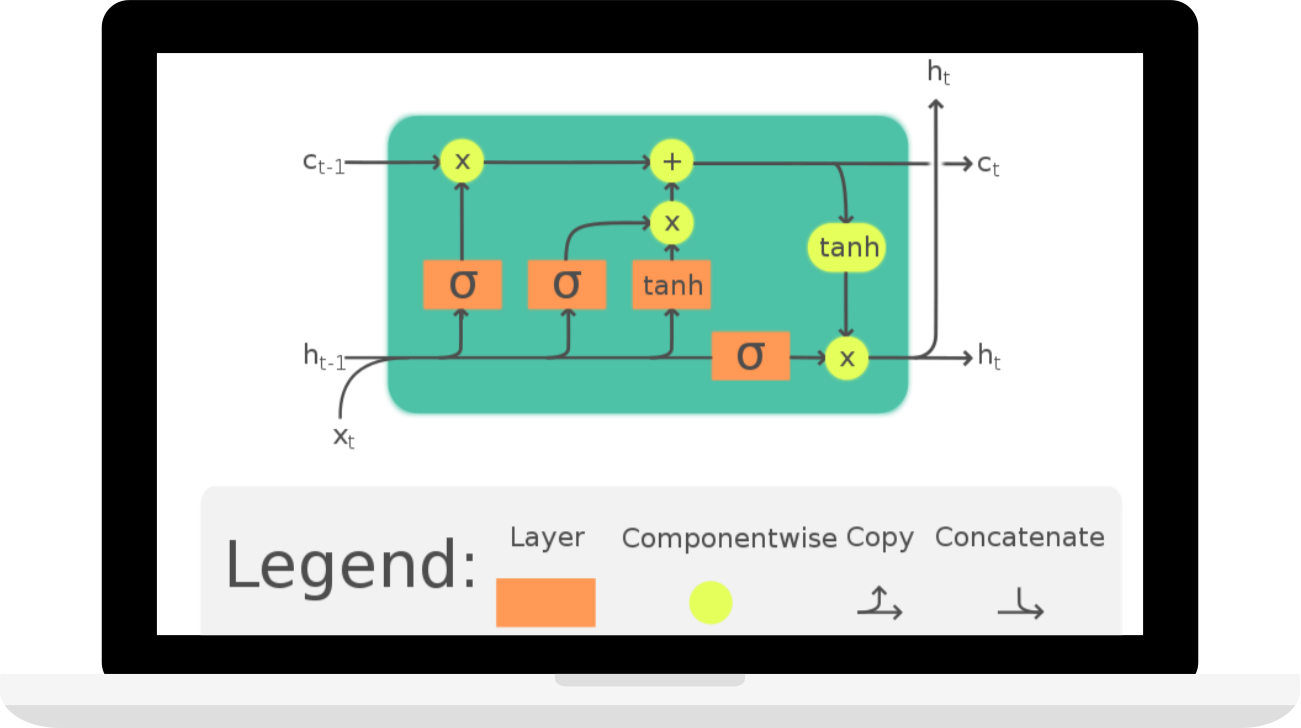 hₜ
cₜ₋₁ x + cₜ
x
tanh
σ σ tanh
hₜ₋₁ σ x hₜ
xₜ
Legend: Layer Componentwise Copy Concatenate